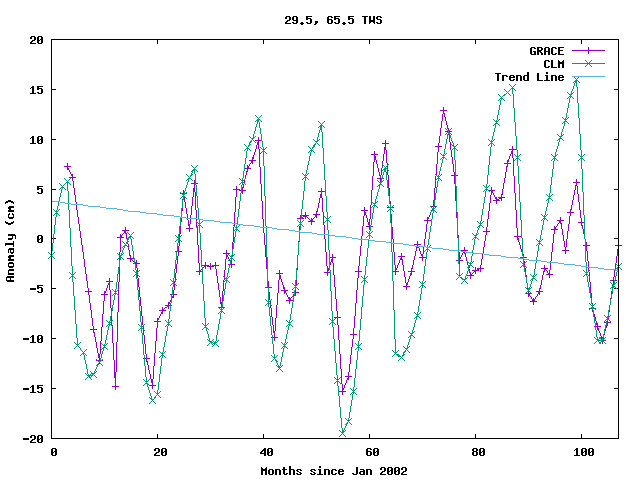 29.5, 65.5 TWS
GRACE
CLM
Trend Line
20
15
10
5
0
-5
-10
-15
-20
Anomaly (cm)
0 20 40 60 80 100
Months since Jan 2002